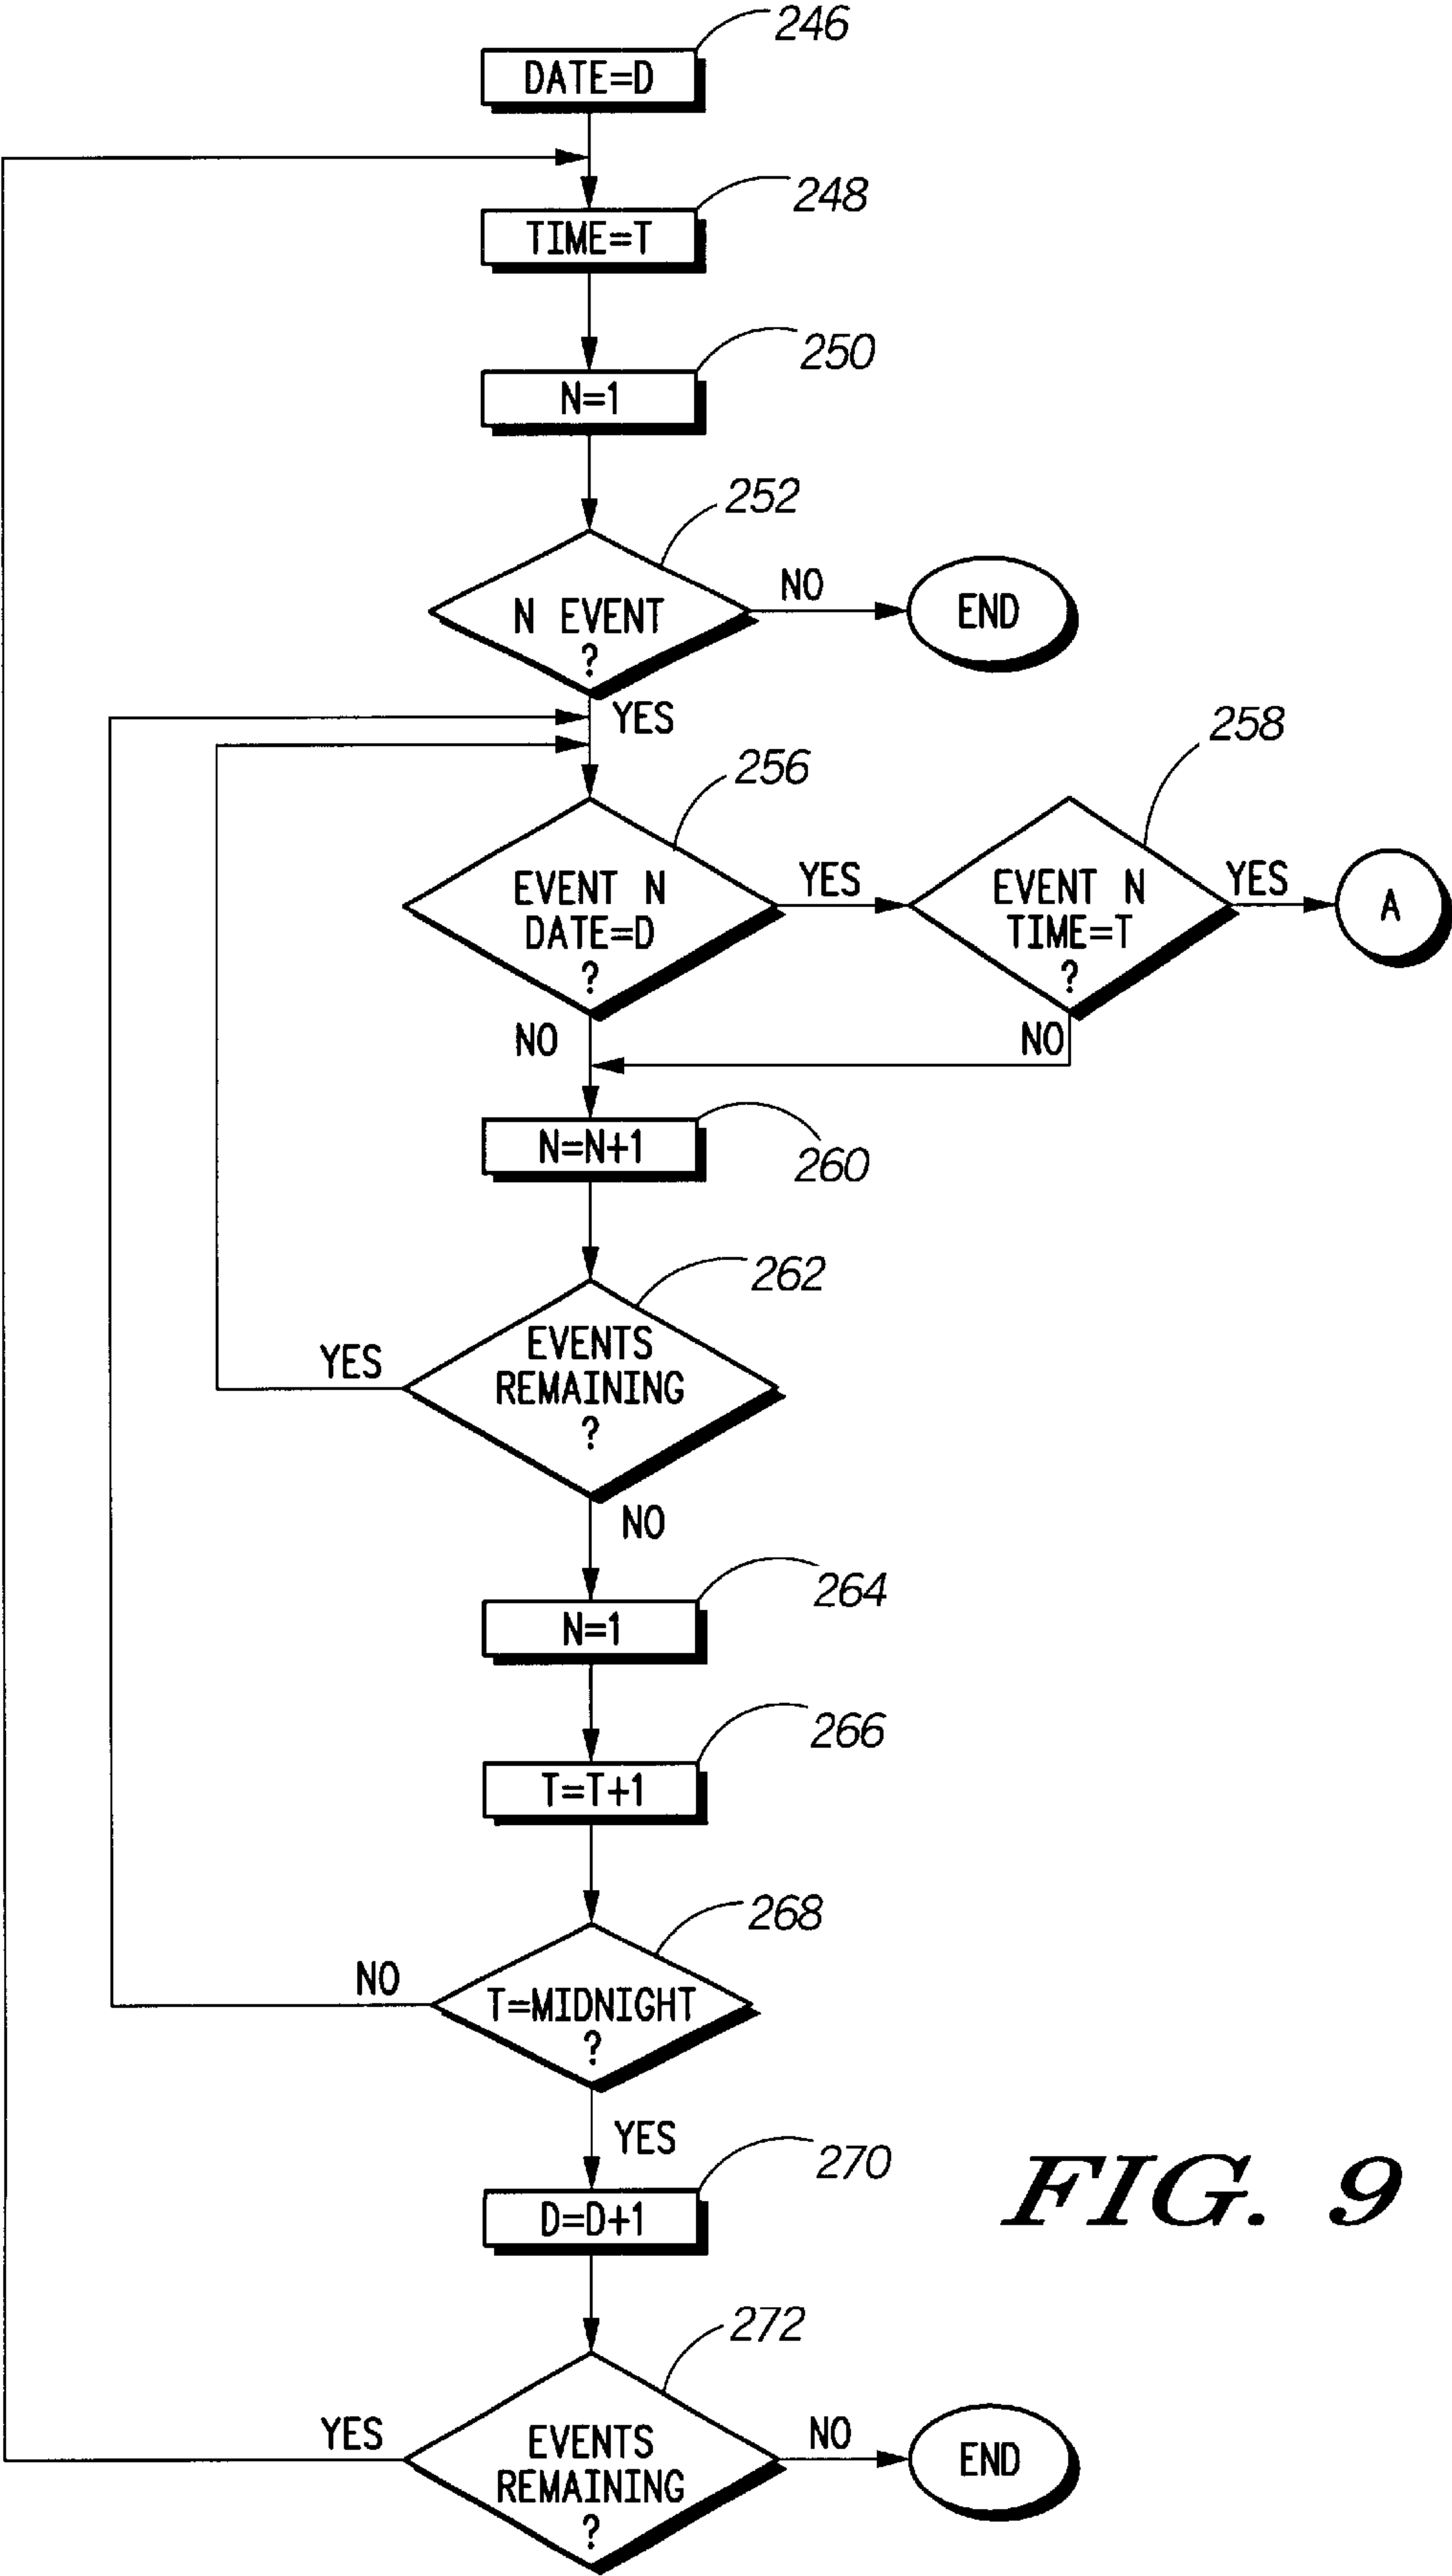 246
DATE=D
248
TIME=T
250
N=1
252
N EVENT
?
NO
END
YES
256
258
EVENT N
DATE=D
?
YES
EVENT N
TIME=T
?
YES
A
NO
NO
N=N+1
260
262
EVENTS
REMAINING
?
YES
NO
264
N=1
266
T=T+1
268
NO
T=MIDNIGHT
?
YES
270
D=D+1
FIG. 9
272
YES
EVENTS
REMAINING
?
NO
END